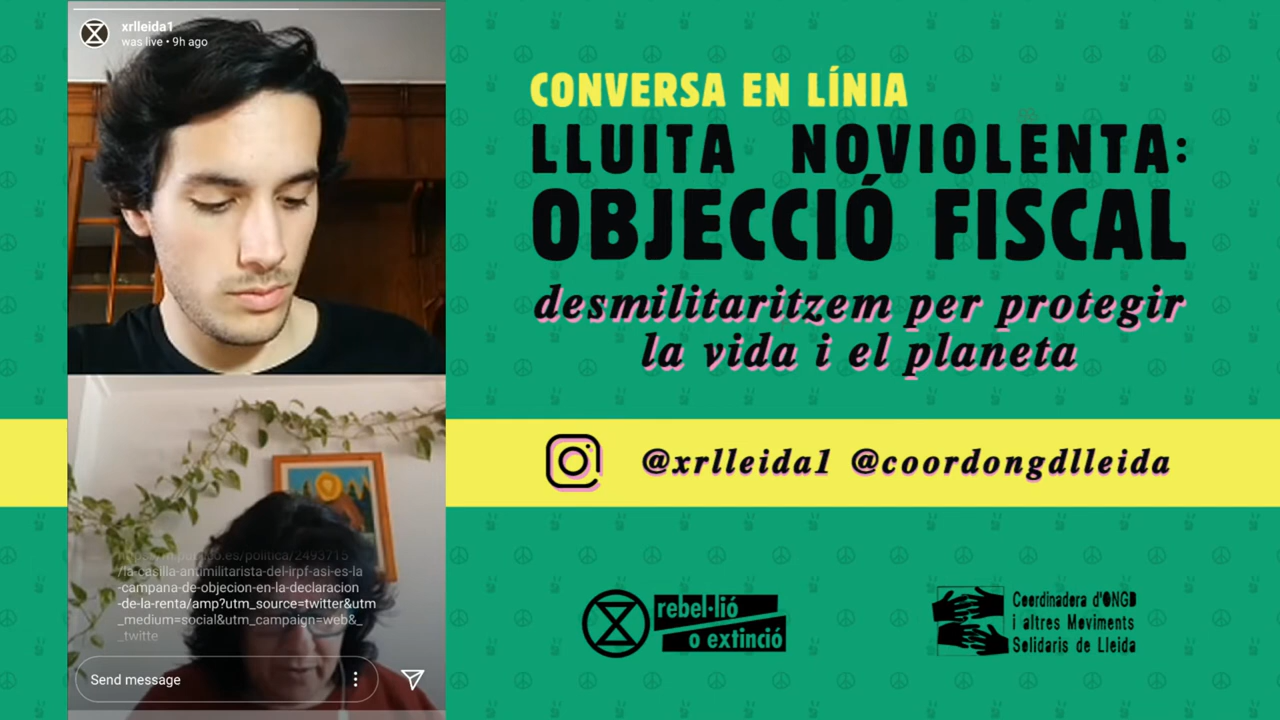 xrlleida1
was live • 9h ago
/la-casilla-antimilitarista-del-irpf-asi-es-la
-campana-de-objecion-en-la-declaracion
-de-la-renta/amp?utm_source=twitter&utm
_medium=social&utm_campaign=web&_
_twitte
Send message
CONVERSA EN LÍNIA
LLUITA NOVIOLENTA:
OBJECCIÓ FISCAL
desmilitaritzem per protegir
la vida i el planeta
@xrlleida1 @coordongdlleida
rebel·lió
o extinció
Coordinadora d'ONGD
i altres Moviments
Solidaris de Lleida